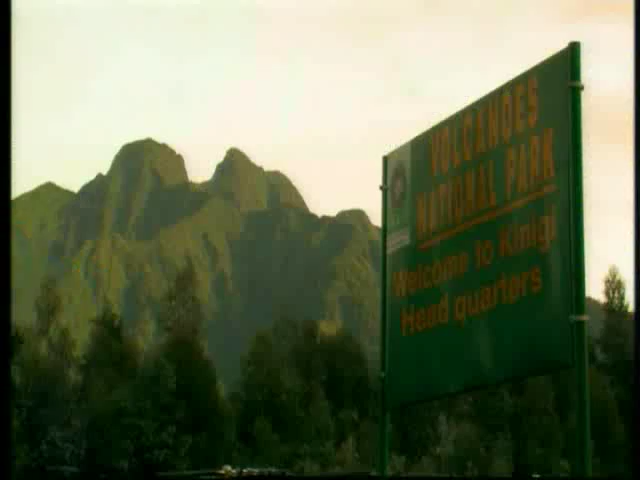 VOLCANOES
NATIONAL PARK
Welcome to Kinigi
Head quarters